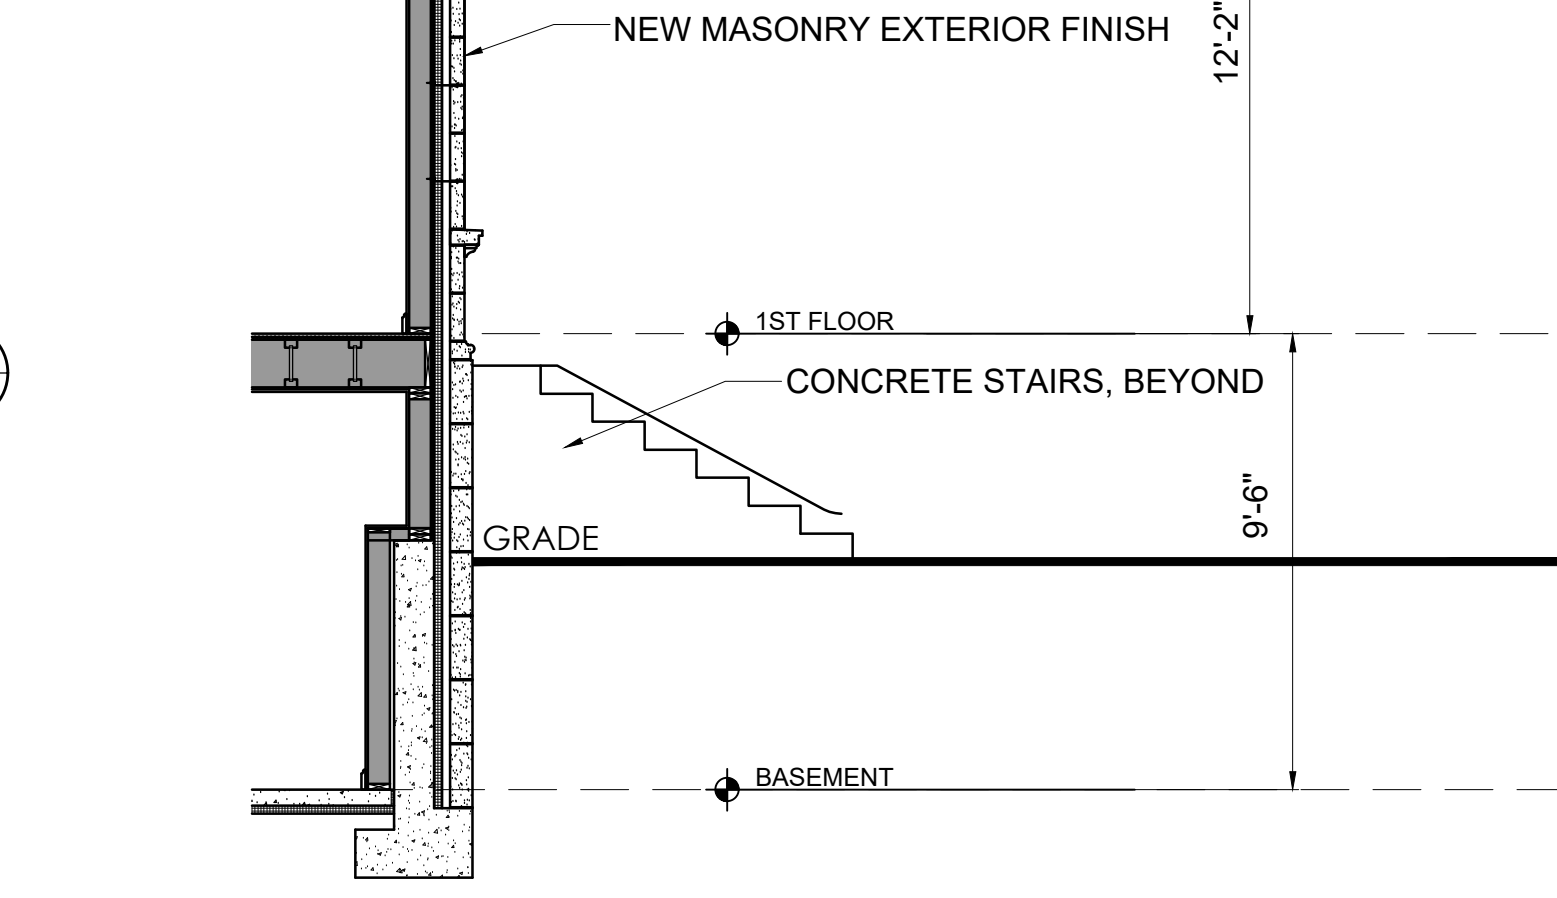 NEW MASONRY EXTERIOR FINISH
12'-2"
1ST FLOOR
CONCRETE STAIRS, BEYOND
9'-6"
GRADE
BASEMENT